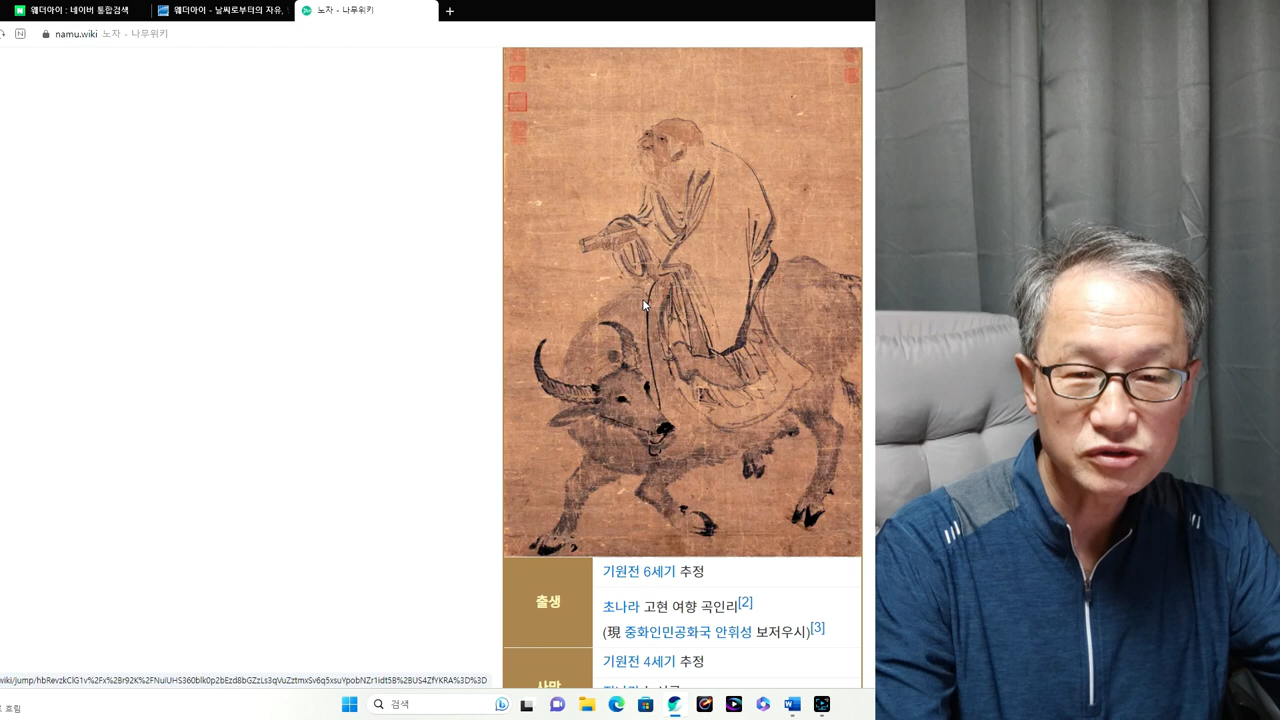 웨더아이 : 네이버 통합검색
웨더아이 - 날씨로부터의 자유,
노자 - 나무위키
namu.wiki 노자 - 나무위키
출생
기원전 6세기 추정
초나라 고현 여향 곡인리[2]
(現 중화인민공화국 안휘성 보저우시)[3]
기원전 4세기 추정
검색
흐림